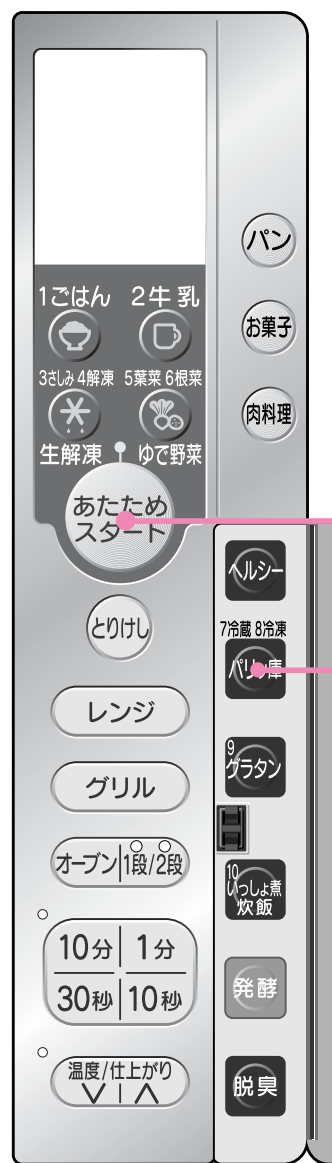 パン
お菓子
肉料理
1ごはん 2牛乳
3さしみ 4解凍 5葉菜 6根菜
生解凍 ゆで野菜
あたため
スタート
とりけし
レンジ
グリル
オーブン 1段/2段
10分 1分
30秒 10秒
温度/仕上がり
ヘルシー
7冷蔵 8冷凍
パリッ庫
9
グラタン
10
いっしょ煮
炊飯
発酵
脱臭